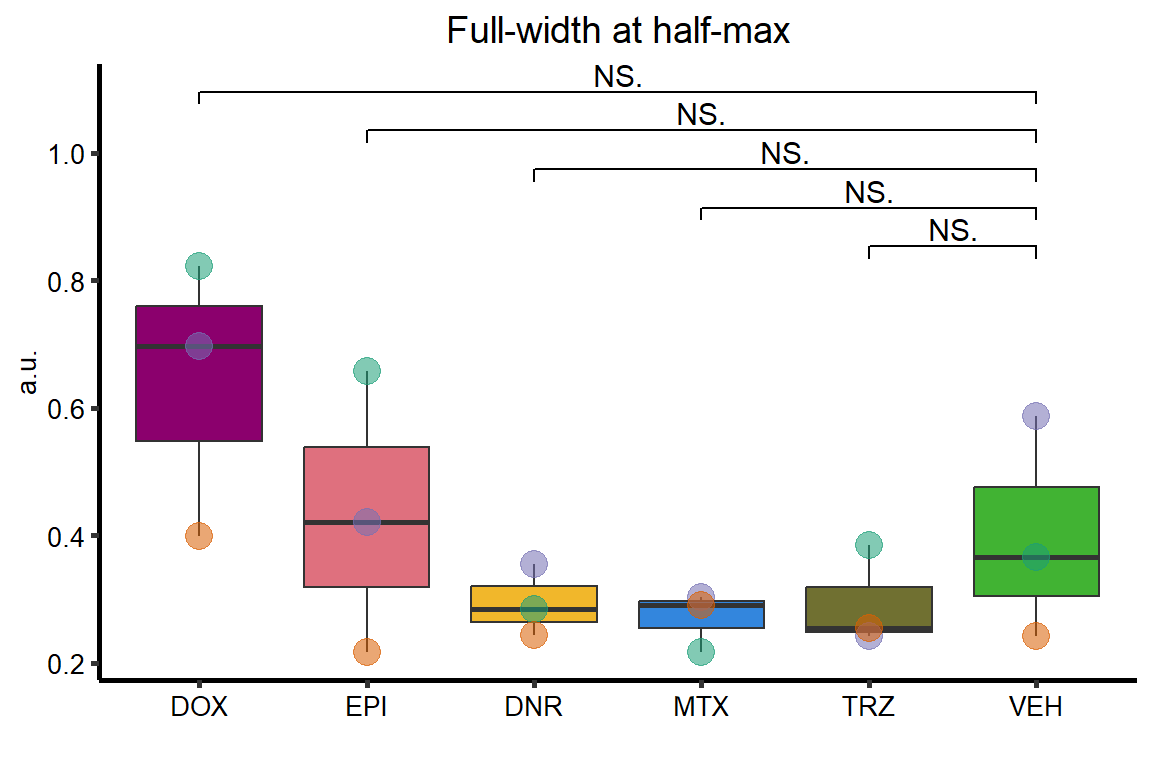 Full-width at half-max
NS.
NS.
NS.
NS.
NS.
1.0
0.8
0.6
0.4
0.2
a.u.
DOX EPI DNR MTX TRZ VEH